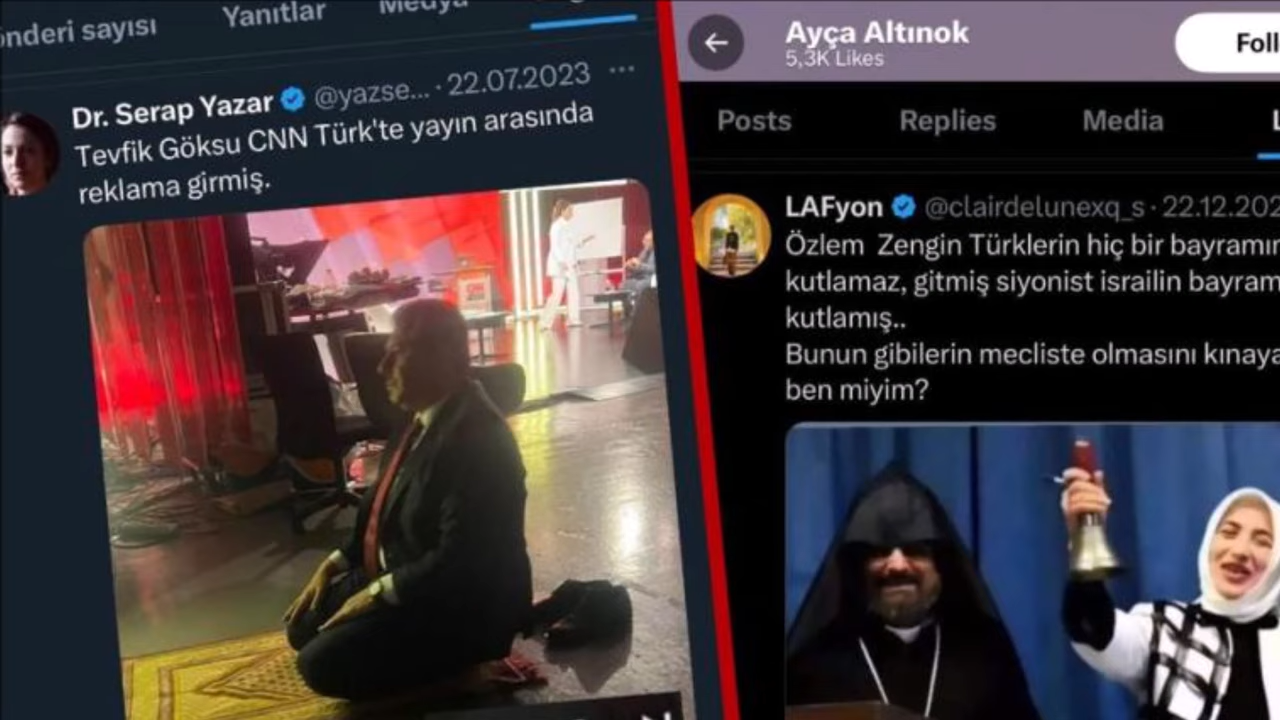 önderi sayısı
Yanıtlar
Medya
Dr. Serap Yazar @yazse... · 22.07.2023 ...
Tevfik Göksu CNN Türk'te yayın arasında
reklama girmiş.
Ayça Altınok
5,3K Likes
Foll
Posts
Replies
Media
L
LAFyon @clairdelunexq_s · 22.12.202
Özlem Zengin Türklerin hiç bir bayramın
kutlamaz, gitmiş siyonist israilin bayram
kutlamış..
Bunun gibilerin mecliste olmasını kınaya
ben miyim?